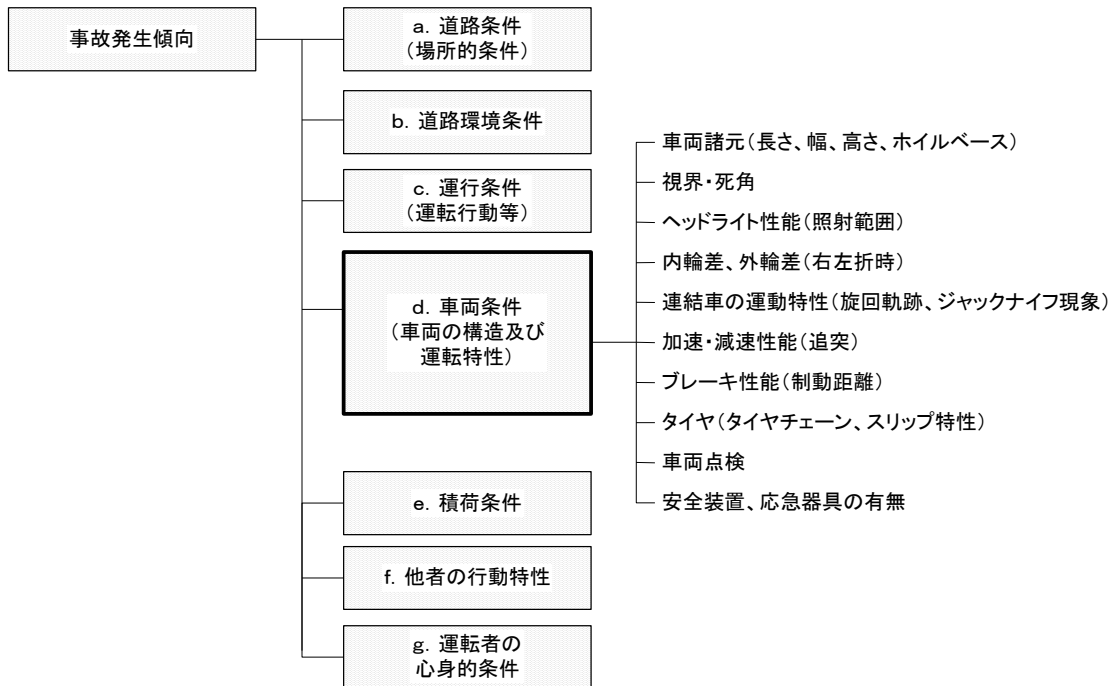 事故発生傾向
a. 道路条件
（場所的条件）
b. 道路環境条件
c. 運行条件
（運転行動等）
d. 車両条件
（車両の構造及び
運転特性）
車両諸元（長さ、幅、高さ、ホイルベース）
視界・死角
ヘッドライト性能（照射範囲）
内輪差、外輪差（右左折時）
連結車の運動特性（旋回軌跡、ジャックナイフ現象）
加速・減速性能（追突）
ブレーキ性能（制動距離）
タイヤ（タイヤチェーン、スリップ特性）
車両点検
安全装置、応急器具の有無
e. 積荷条件
f. 他者の行動特性
g. 運転者の
心身的条件